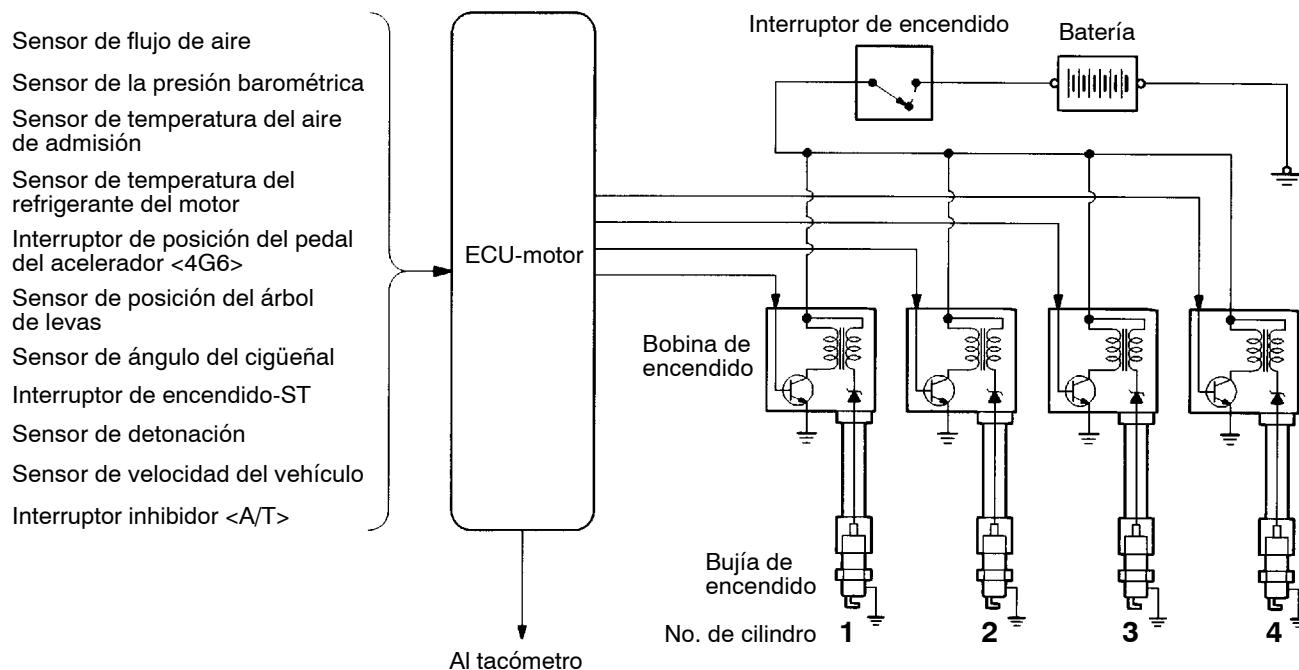 Sensor de flujo de aire
Sensor de la presión barométrica
Sensor de temperatura del aire
de admisión
Sensor de temperatura del
refrigerante del motor
Interruptor de posición del pedal
del acelerador <4G6>
Sensor de posición del árbol
de levas
Sensor de ángulo del cigüeñal
Interruptor de encendido-ST
Sensor de detonación
Sensor de velocidad del vehículo
Interruptor inhibidor <A/T>
ECU-motor
Al tacómetro
Interruptor de encendido
Batería
Bobina de
encendido
Bujía de
encendido
No. de cilindro 1 2 3 4